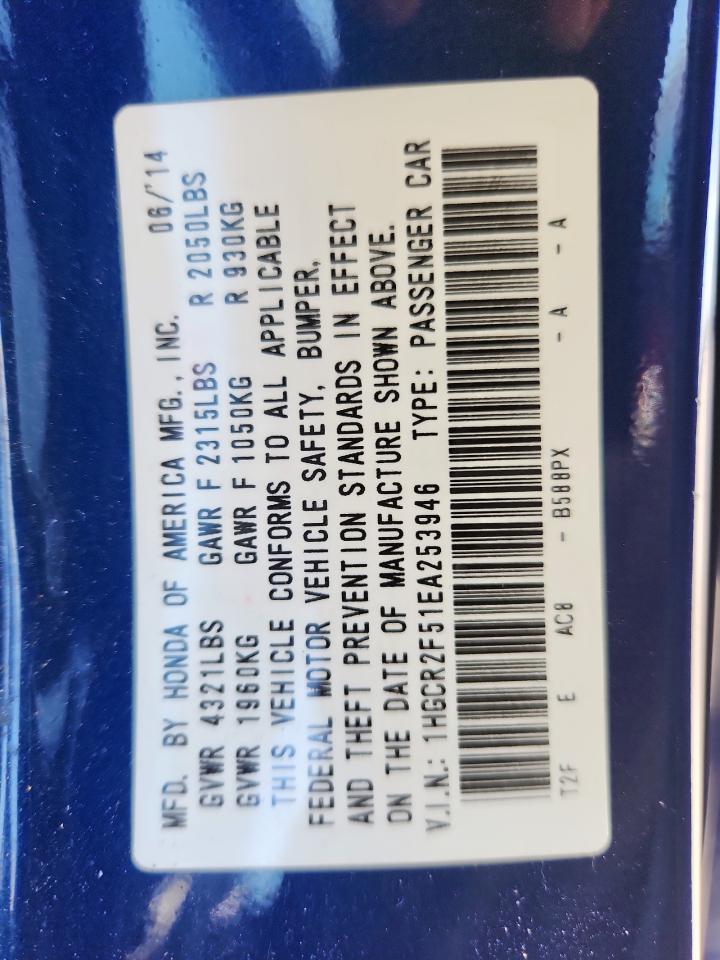 MFD. BY HONDA OF AMERICA MFG., INC. 06/'14
GVWR 4321LBS GAWR F 2315LBS R 2050LBS
GVWR 1960KG GAWR F 1050KG R 930KG
THIS VEHICLE CONFORMS TO ALL APPLICABLE
FEDERAL MOTOR VEHICLE SAFETY, BUMPER,
AND THEFT PREVENTION STANDARDS IN EFFECT
ON THE DATE OF MANUFACTURE SHOWN ABOVE.
V.I.N.: 1HGCR2F51EA253946 TYPE: PASSENGER CAR
T2F E AC8 - B588PX - A - A